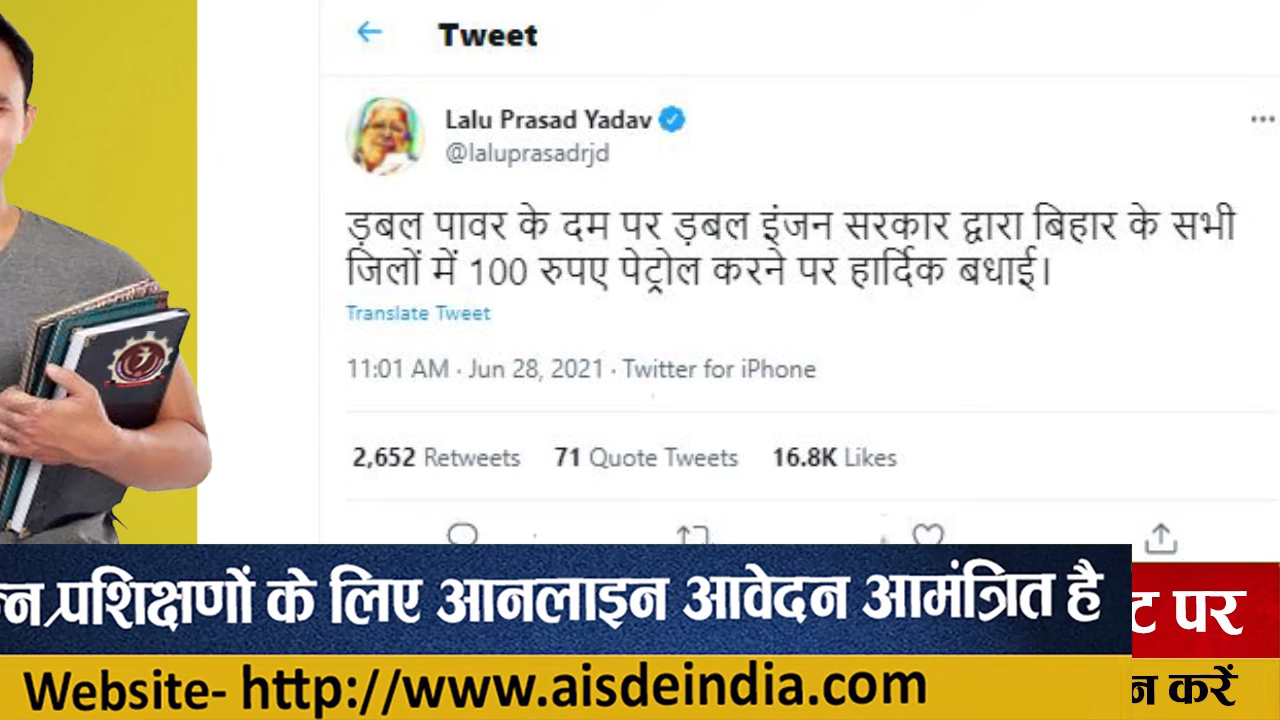 Tweet
Lalu Prasad Yadav
@laluprasadrjd
ड़बल पावर के दम पर ड़बल इंजन सरकार द्वारा बिहार के सभी
जिलों में 100 रुपए पेट्रोल करने पर हार्दिक बधाई।
Translate Tweet
11:01 AM · Jun 28, 2021 · Twitter for iPhone
2,652 Retweets 71 Quote Tweets 16.8K Likes
प्रशिक्षणों के लिए आनलाइन आवेदन आमंत्रित है
पर
Website- http://www.aisdeindia.com
करें